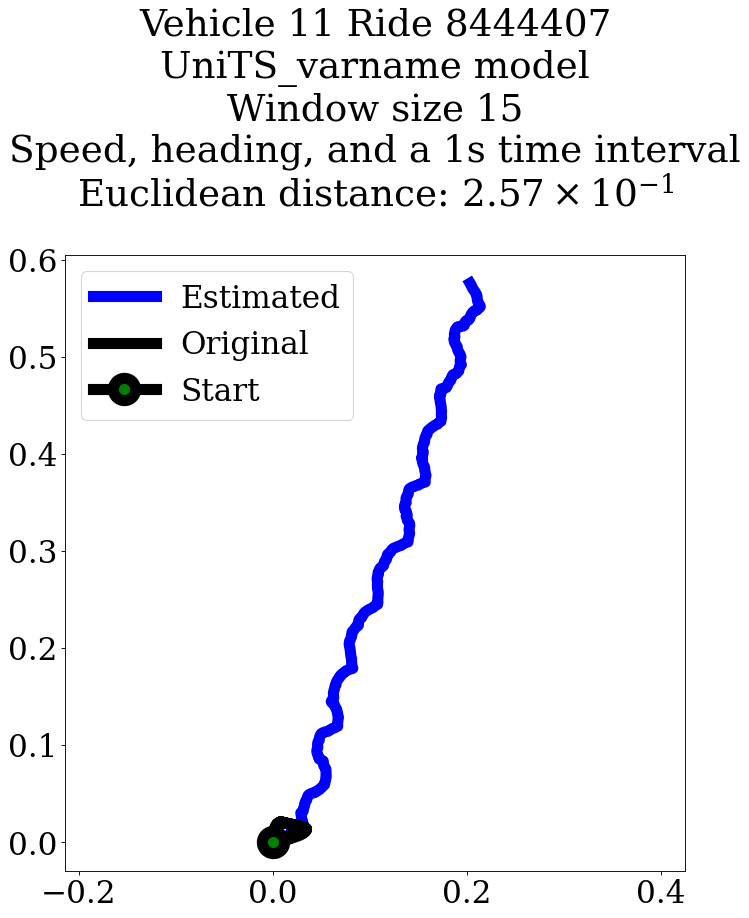 Vehicle 11 Ride 8444407
UniTS_varname model
Window size 15
Speed, heading, and a 1s time interval
Euclidean distance: 2.57 × 10⁻¹
0.6
0.5
0.4
0.3
0.2
0.1
0.0
Estimated
Original
Start
−0.2 0.0 0.2 0.4